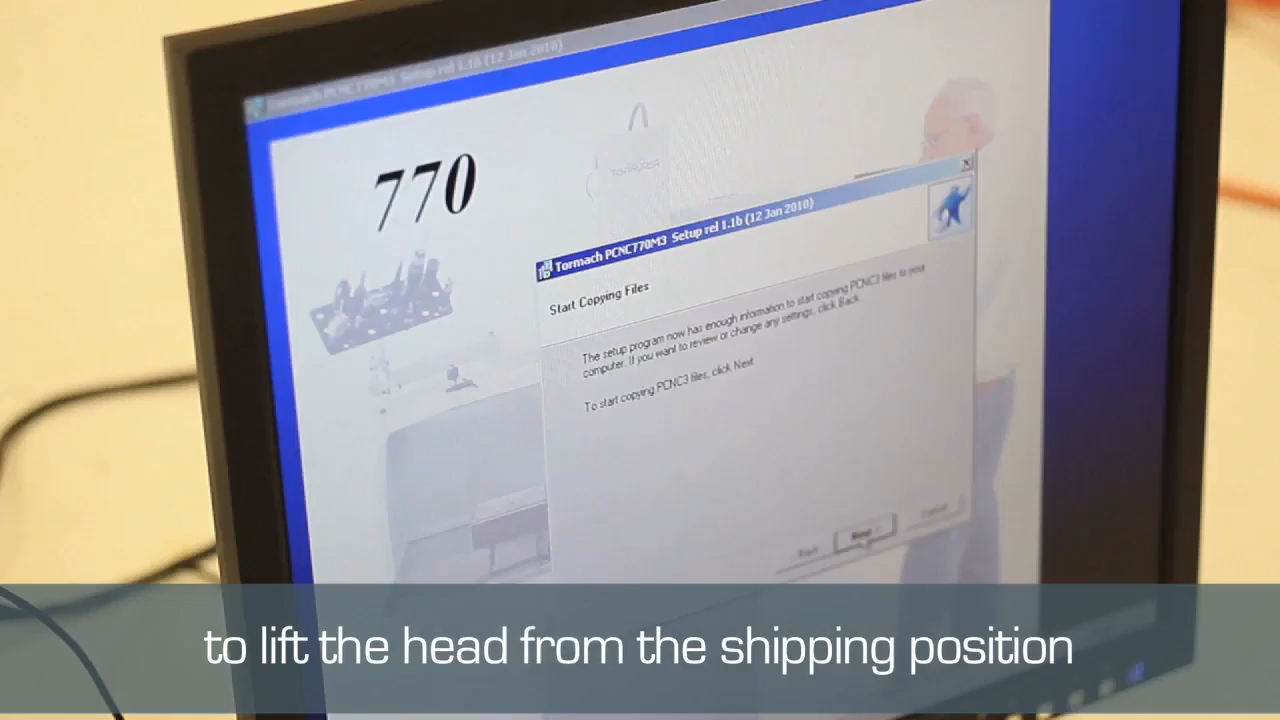 Tormach PCNC770M3 Setup rel 1.1b (12 Jan 2010)
770
TORMACH
Tormach PCNC770M3 Setup rel 1.1b (12 Jan 2010)
Start Copying Files
The setup program now has enough information to start copying PCNC3 files to your
computer. If you want to review or change any settings, click Back.
To start copying PCNC3 files, click Next.
< Back
Next >
Cancel
to lift the head from the shipping position